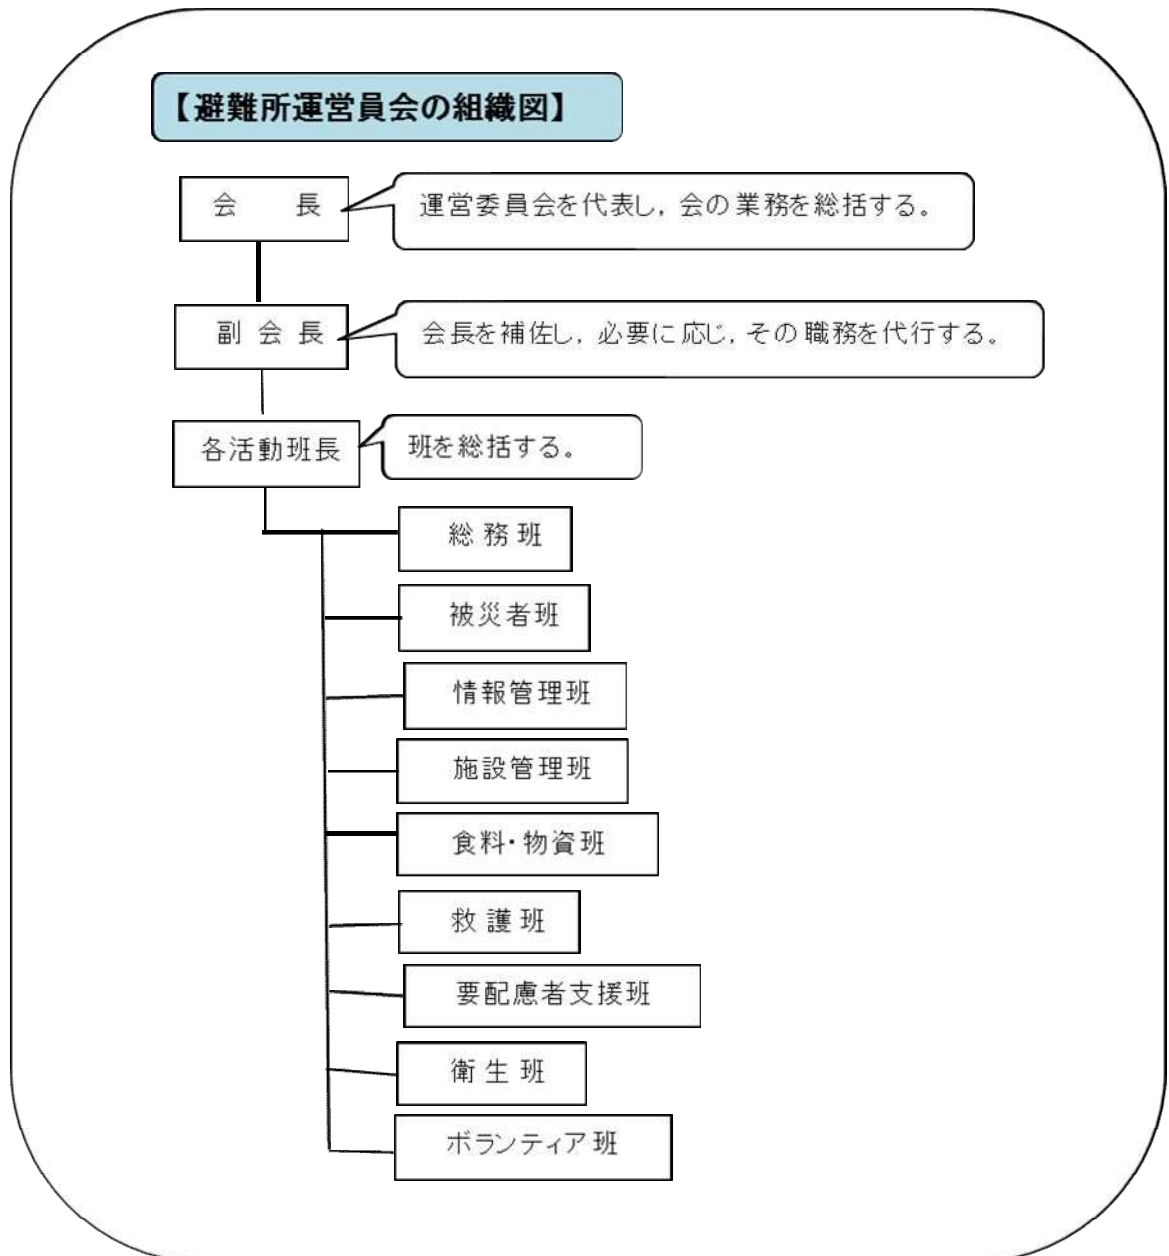 【避難所運営員会の組織図】
会　　長
運営委員会を代表し，会の業務を総括する。
副 会 長
会長を補佐し，必要に応じ，その職務を代行する。
各活動班長
班を総括する。
総 務 班
被災者班
情報管理班
施設管理班
食料・物資班
救 護 班
要配慮者支援班
衛 生 班
ボランティア班